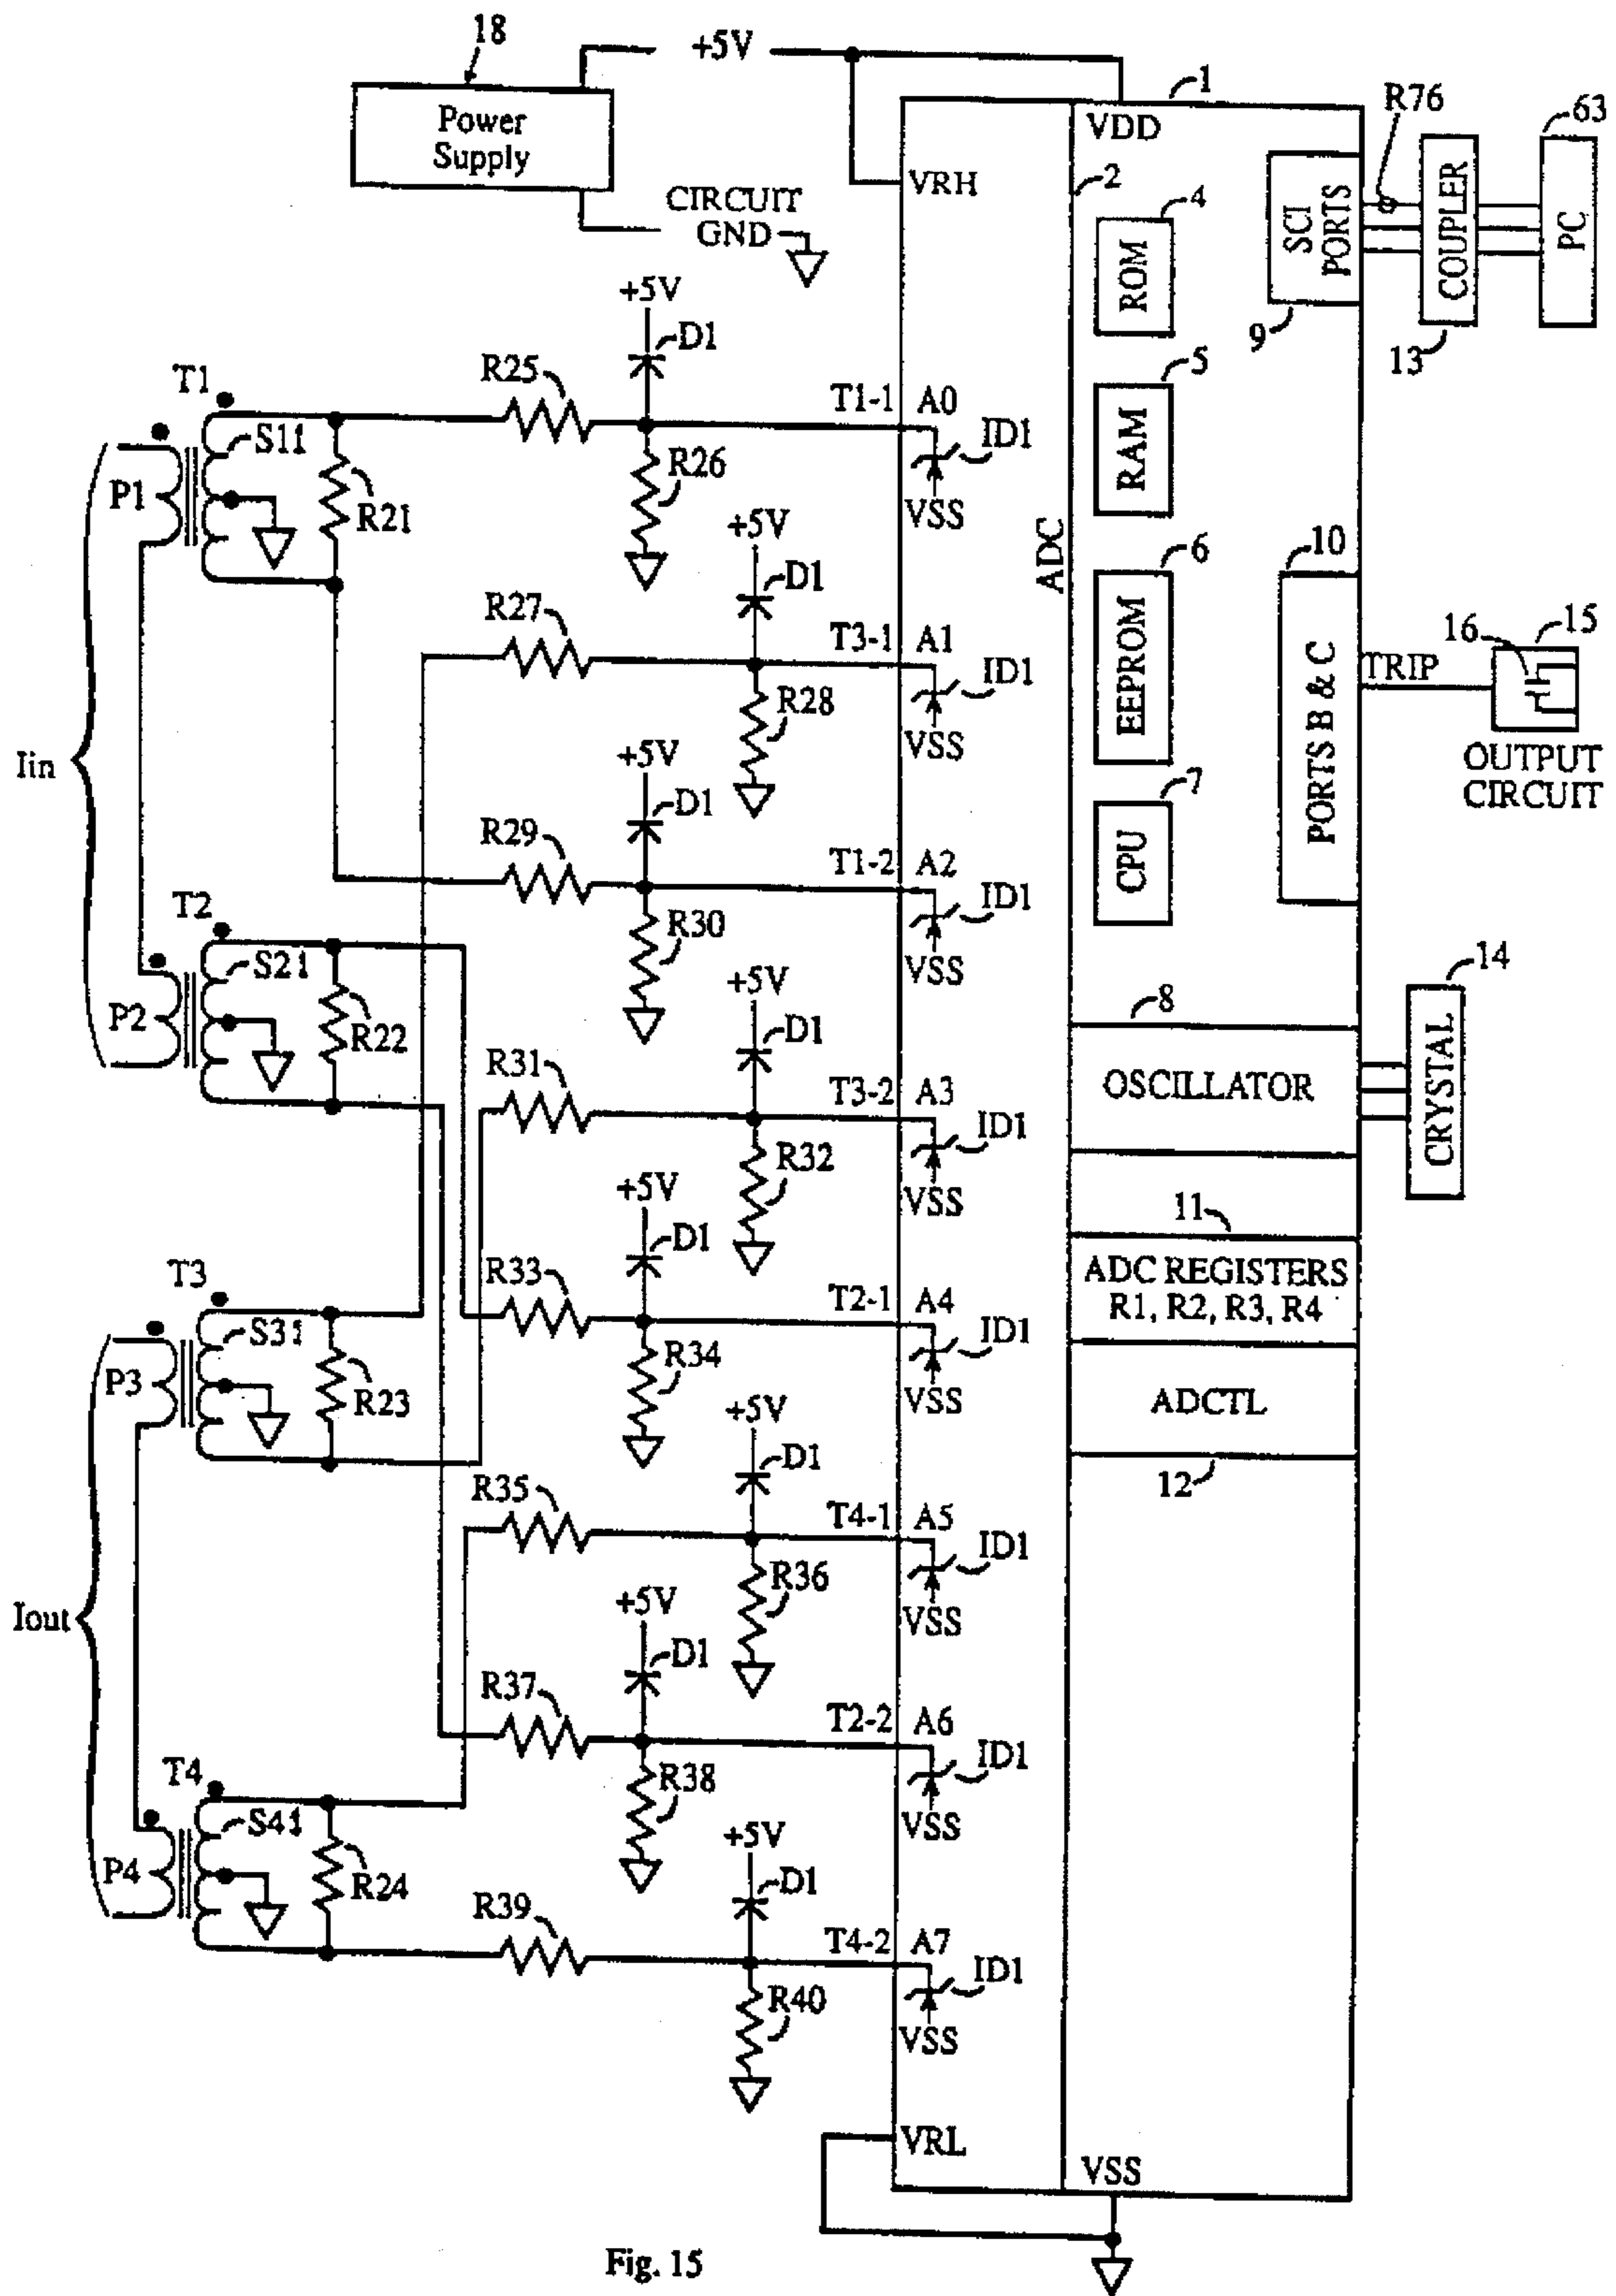 18
+5V
1
R76
63
Power
Supply
VDD
VRH
2
CIRCUIT
GND
4
ROM
SCI
PORTS
COUPLER
PC
9
13
+5V
D1
T1
R25
T1-1
A0
ID1
5
RAM
S11
P1
R21
R26
VSS
+5V
D1
ADC
6
10
R27
T3-1
A1
ID1
EEPROM
PORTS B & C
16
15
TRIP
R28
VSS
OUTPUT
CIRCUIT
Iin
+5V
D1
7
CPU
R29
T1-2
A2
ID1
T2
S21
R30
VSS
+5V
14
P2
R22
D1
8
OSCILLATOR
CRYSTAL
R31
T3-2
A3
ID1
R32
VSS
+5V
D1
11
T3
R33
T2-1
A4
ID1
ADC REGISTERS
R1, R2, R3, R4
S31
P3
R23
R34
VSS
+5V
ADCTL
D1
12
R35
T4-1
A5
ID1
R36
Iout
+5V
VSS
D1
R37
T2-2
A6
ID1
T4
S41
R38
VSS
+5V
P4
R24
D1
R39
T4-2
A7
ID1
R40
VSS
VRL
VSS
Fig. 15